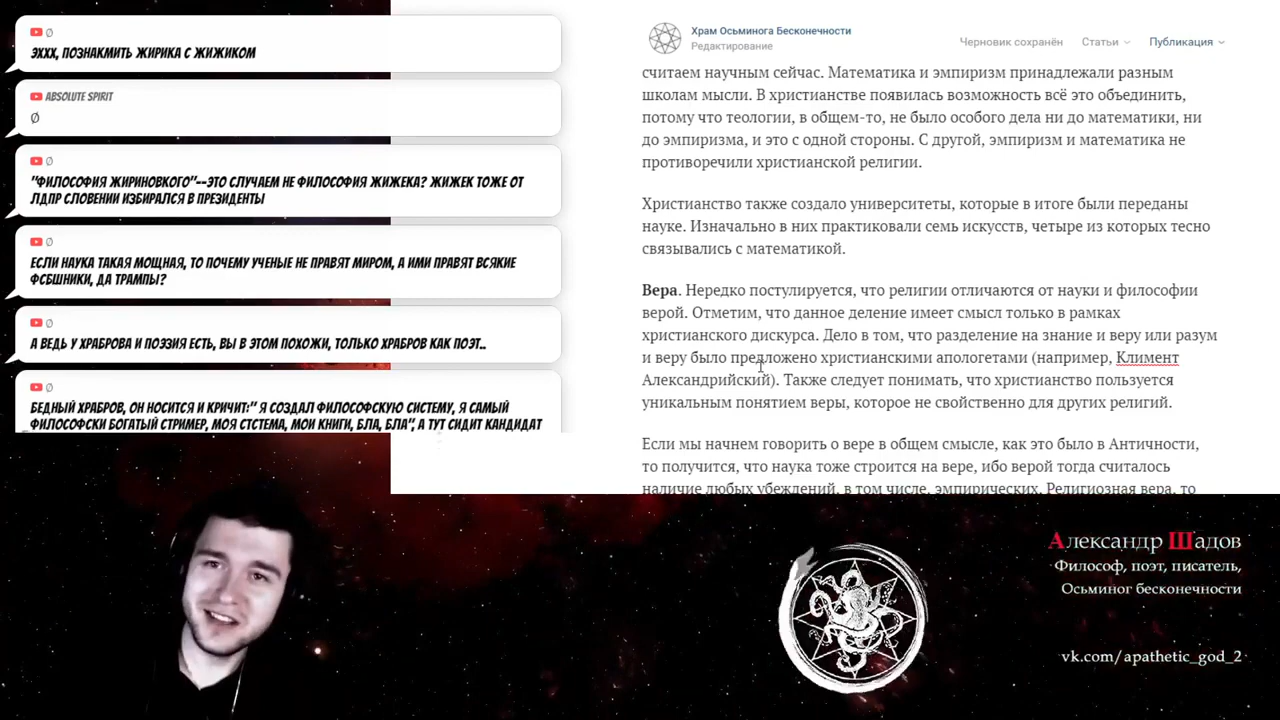 Ø
ЭХХХ, ПОЗНАКМИТЬ ЖИРИКА С ЖИЖИКОМ
ABSOLUTE SPIRIT
Ø
Ø
"ФИЛОСОФИЯ ЖИРИНОВКОГО"--ЭТО СЛУЧАЕМ НЕ ФИЛОСОФИЯ ЖИЖЕКА? ЖИЖЕК ТОЖЕ ОТ
ЛДПР СЛОВЕНИИ ИЗБИРАЛСЯ В ПРЕЗИДЕНТЫ
Ø
ЕСЛИ НАУКА ТАКАЯ МОЩНАЯ, ТО ПОЧЕМУ УЧЕНЫЕ НЕ ПРАВЯТ МИРОМ, А ИМИ ПРАВЯТ ВСЯКИЕ
ФСБШНИКИ, ДА ТРАМПЫ?
Ø
А ВЕДЬ У ХРАБРОВА И ПОЭЗИЯ ЕСТЬ, ВЫ В ЭТОМ ПОХОЖИ, ТОЛЬКО ХРАБРОВ КАК ПОЭТ..
Ø
БЕДНЫЙ ХРАБРОВ, ОН НОСИТСЯ И КРИЧИТ:" Я СОЗДАЛ ФИЛОСОФСКУЮ СИСТЕМУ, Я САМЫЙ
ФИЛОСОФСКИ БОГАТЫЙ СТРИМЕР, МОЯ СТСТЕМА, МОИ КНИГИ, БЛА, БЛА", А ТУТ СИДИТ КАНДИДАТ
Храм Осьминога Бесконечности
Редактирование
Черновик сохранён Статьи Публикация
считаем научным сейчас. Математика и эмпиризм принадлежали разным
школам мысли. В христианстве появилась возможность всё это объединить,
потому что теологии, в общем-то, не было особого дела ни до математики, ни
до эмпиризма, и это с одной стороны. С другой, эмпиризм и математика не
противоречили христианской религии.
Христианство также создало университеты, которые в итоге были переданы
науке. Изначально в них практиковали семь искусств, четыре из которых тесно
связывались с математикой.
Вера. Нередко постулируется, что религии отличаются от науки и философии
верой. Отметим, что данное деление имеет смысл только в рамках
христианского дискурса. Дело в том, что разделение на знание и веру или разум
и веру было предложено христианскими апологетами (например, Климент
Александрийский). Также следует понимать, что христианство пользуется
уникальным понятием веры, которое не свойственно для других религий.
Если мы начнем говорить о вере в общем смысле, как это было в Античности,
то получится, что наука тоже строится на вере, ибо верой тогда считалось
наличие любых убеждений, в том числе, эмпирических. Религиозная вера, то
Александр Шадов
Философ, поэт, писатель,
Осьминог бесконечности
vk.com/apathetic_god_2